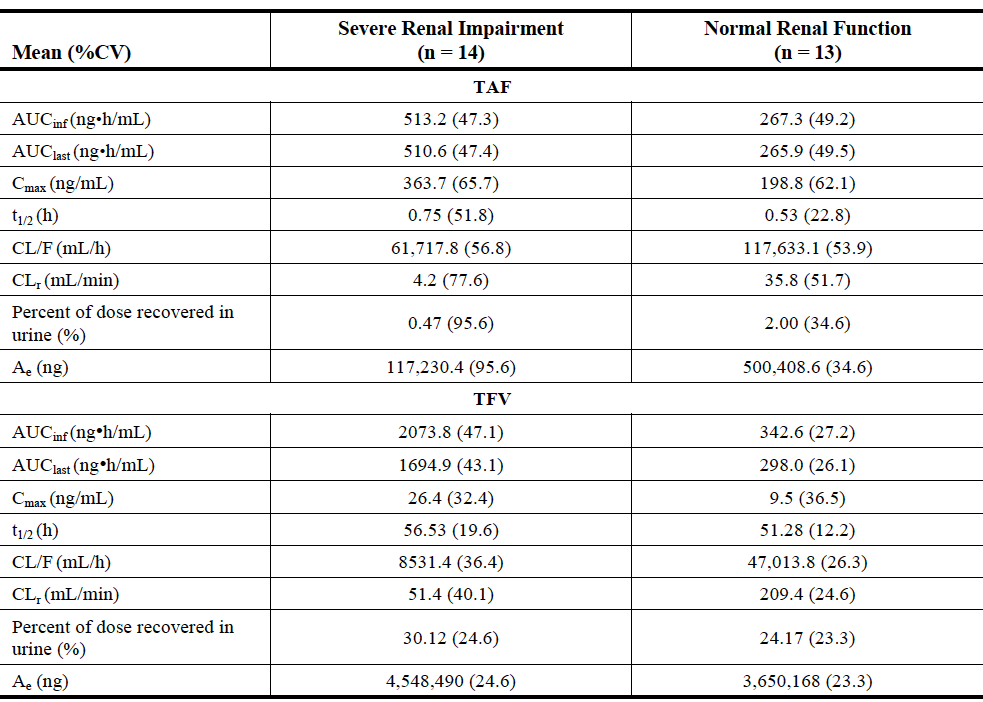 Mean (%CV) Severe Renal Impairment (n = 14) Normal Renal Function (n = 13)
TAF
AUCinf (ng•h/mL) 513.2 (47.3) 267.3 (49.2)
AUClast (ng•h/mL) 510.6 (47.4) 265.9 (49.5)
Cmax (ng/mL) 363.7 (65.7) 198.8 (62.1)
t1/2 (h) 0.75 (51.8) 0.53 (22.8)
CL/F (mL/h) 61,717.8 (56.8) 117,633.1 (53.9)
CLr (mL/min) 4.2 (77.6) 35.8 (51.7)
Percent of dose recovered in
urine (%) 0.47 (95.6) 2.00 (34.6)
Ae (ng) 117,230.4 (95.6) 500,408.6 (34.6)
TFV
AUCinf (ng•h/mL) 2073.8 (47.1) 342.6 (27.2)
AUClast (ng•h/mL) 1694.9 (43.1) 298.0 (26.1)
Cmax (ng/mL) 26.4 (32.4) 9.5 (36.5)
t1/2 (h) 56.53 (19.6) 51.28 (12.2)
CL/F (mL/h) 8531.4 (36.4) 47,013.8 (26.3)
CLr (mL/min) 51.4 (40.1) 209.4 (24.6)
Percent of dose recovered in
urine (%) 30.12 (24.6) 24.17 (23.3)
Ae (ng) 4,548,490 (24.6) 3,650,168 (23.3)